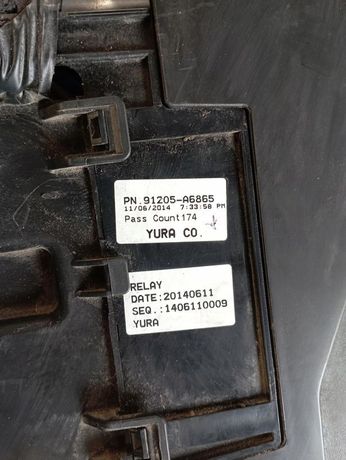 PN.91205-A6865
11/06/2014 7:33:58 PM
Pass Count174
YURA CO.
RELAY
DATE:20140611
SEQ.:1406110009
YURA